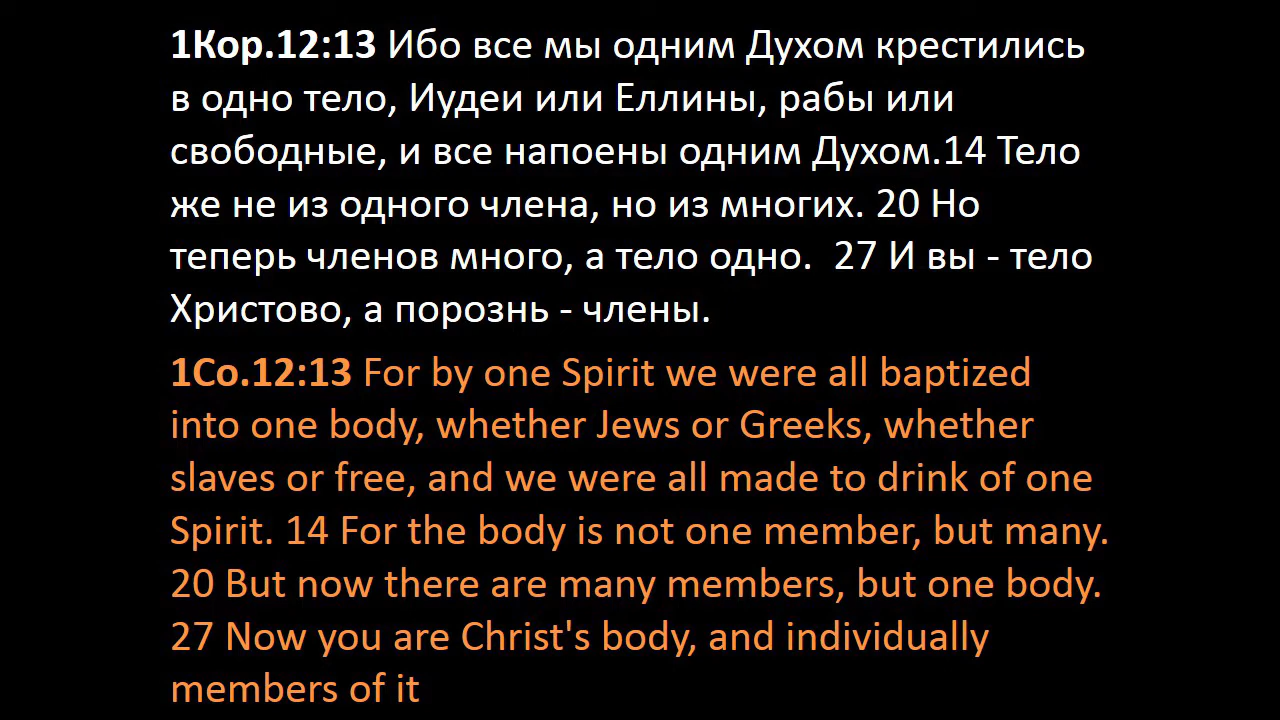 1Кор.12:13 Ибо все мы одним Духом крестились
в одно тело, Иудеи или Еллины, рабы или
свободные, и все напоены одним Духом.14 Тело
же не из одного члена, но из многих. 20 Но
теперь членов много, а тело одно.  27 И вы - тело
Христово, а порознь - члены.
1Co.12:13 For by one Spirit we were all baptized
into one body, whether Jews or Greeks, whether
slaves or free, and we were all made to drink of one
Spirit. 14 For the body is not one member, but many.
20 But now there are many members, but one body.
27 Now you are Christ's body, and individually
members of it